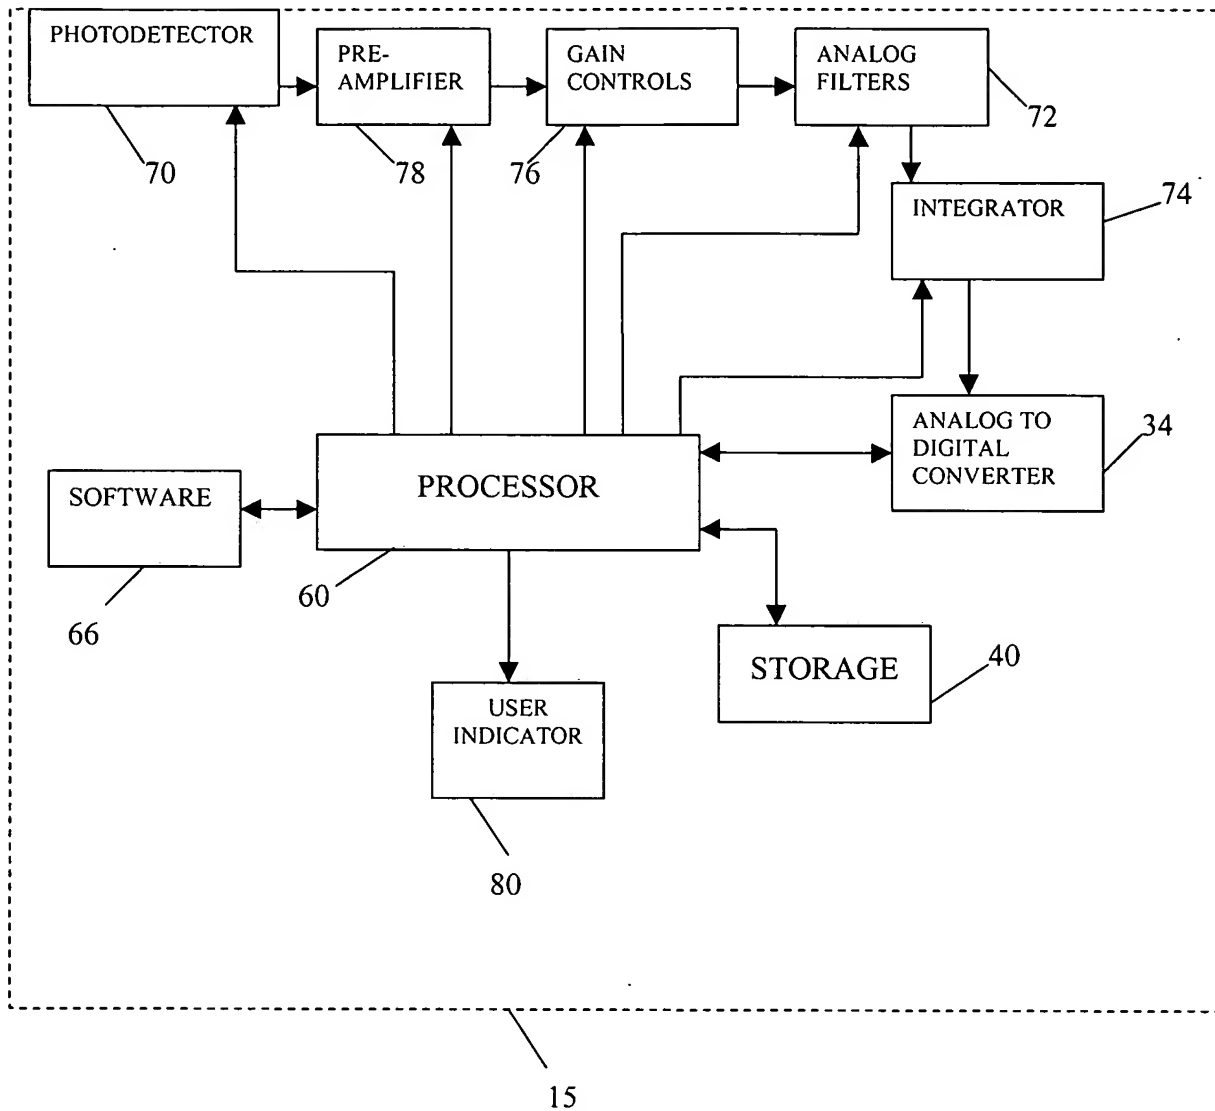 PHOTODETECTOR
PRE-
AMPLIFIER
GAIN
CONTROLS
ANALOG
FILTERS
70
78
76
72
INTEGRATOR
74
ANALOG TO
DIGITAL
CONVERTER
34
PROCESSOR
SOFTWARE
60
66
STORAGE
40
USER
INDICATOR
80
15